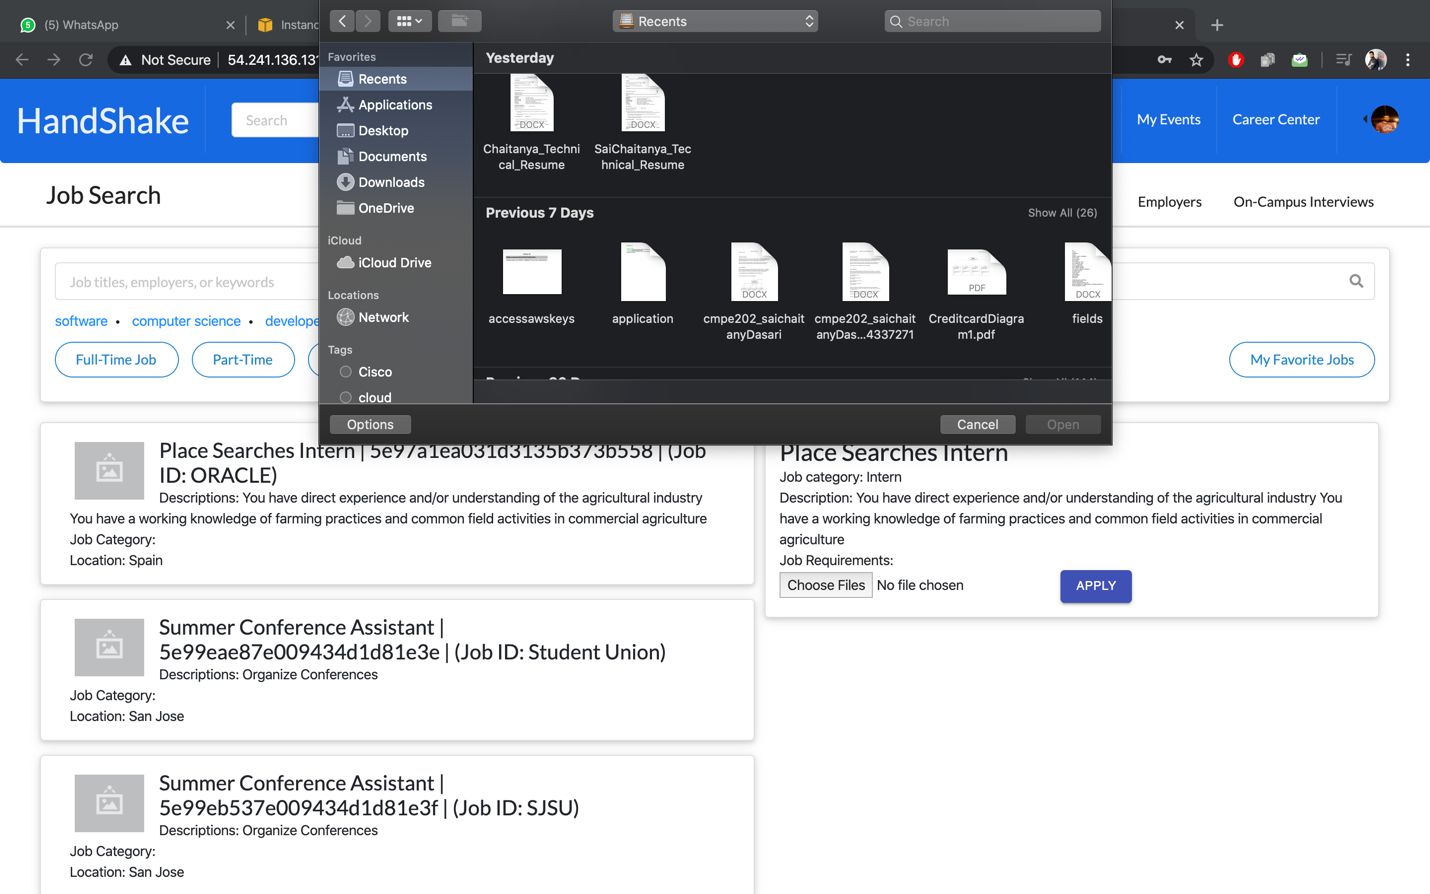 (5) WhatsApp
Instanc
Not Secure
54.241.136.131
Recents
Search
HandShake
Search
My Events
Career Center
Job Search
Employers
On-Campus Interviews
Favorites
Recents
Applications
Desktop
Documents
Downloads
OneDrive
iCloud
iCloud Drive
Locations
Network
Tags
Cisco
cloud
Yesterday
DOCX
DOCX
Chaitanya_Techni
cal_Resume
SaiChaitanya_Tec
hnical_Resume
Previous 7 Days
Show All (26)
DOCX
DOCX
PDF
DOCX
accessawskeys
application
cmpe202_saichait
anyDasari
cmpe202_saichait
anyDas...4337271
CreditcardDiagra
m1.pdf
fields
Options
Cancel
Open
Job titles, employers, or keywords
software • computer science • develope
Full-Time Job
Part-Time
My Favorite Jobs
Place Searches Intern | 5e97a1ea031d3135b373b558 | (Job
ID: ORACLE)
Descriptions: You have direct experience and/or understanding of the agricultural industry
You have a working knowledge of farming practices and common field activities in commercial agriculture
Job Category:
Location: Spain
Summer Conference Assistant |
5e99eae87e009434d1d81e3e | (Job ID: Student Union)
Descriptions: Organize Conferences
Job Category:
Location: San Jose
Summer Conference Assistant |
5e99eb537e009434d1d81e3f | (Job ID: SJSU)
Descriptions: Organize Conferences
Job Category:
Location: San Jose
Place Searches Intern
Job category: Intern
Description: You have direct experience and/or understanding of the agricultural industry You
have a working knowledge of farming practices and common field activities in commercial
agriculture
Job Requirements:
Choose Files No file chosen
APPLY